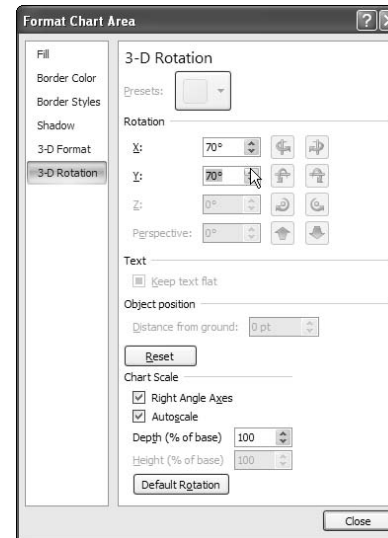 Format Chart Area
Fill
Border Color
Border Styles
Shadow
3-D Format
3-D Rotation
3-D Rotation
Presets:
Rotation
X: 70°
Y: 70°
Z: 0°
Perspective: 0°
Text
Keep text flat
Object position
Distance from ground: 0 pt
Reset
Chart Scale
Right Angle Axes
Autoscale
Depth (% of base) 100
Height (% of base) 100
Default Rotation
Close